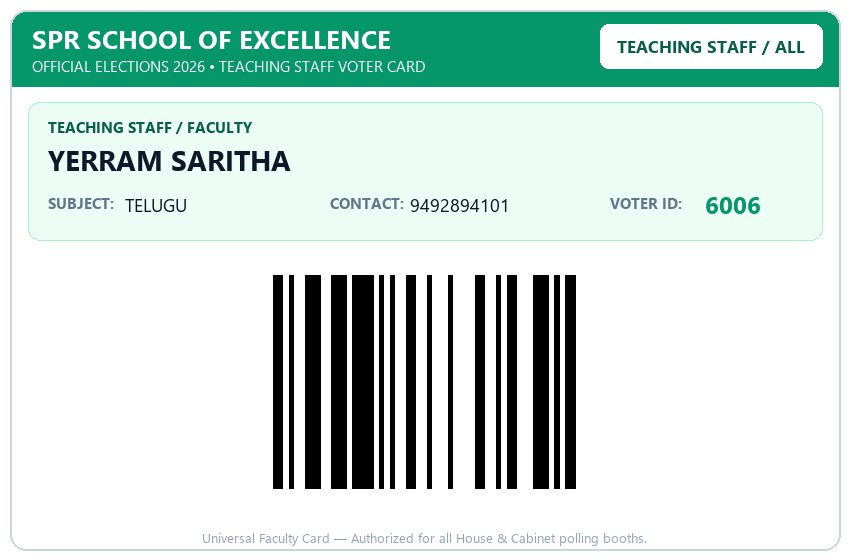 SPR SCHOOL OF EXCELLENCE
OFFICIAL ELECTIONS 2026 • TEACHING STAFF VOTER CARD
TEACHING STAFF / ALL
TEACHING STAFF / FACULTY
YERRAM SARITHA
SUBJECT: TELUGU CONTACT: 9492894101 VOTER ID: 6006
Universal Faculty Card — Authorized for all House & Cabinet polling booths.